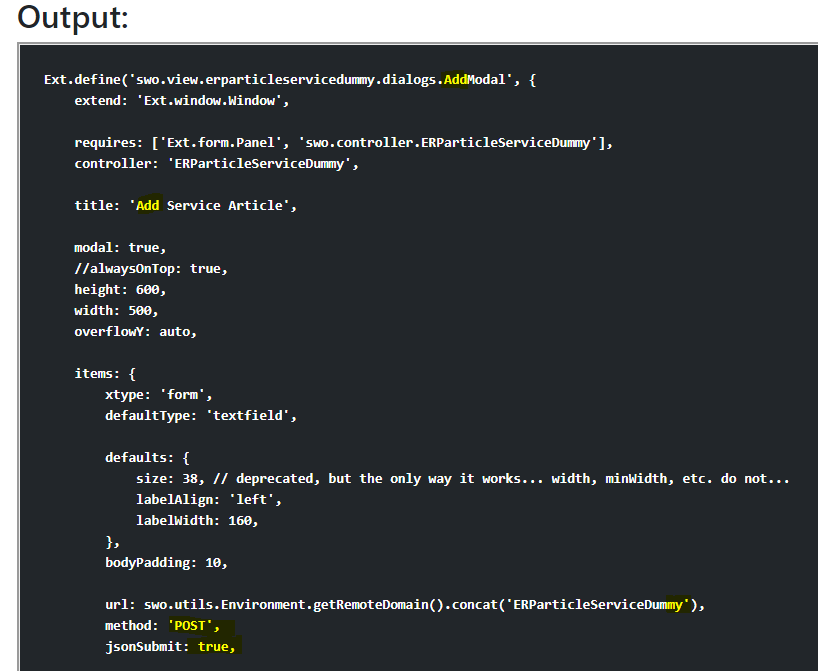 Output:
Ext.define('swo.view.erparticleservicedummy.dialogs.AddModal', {
extend: 'Ext.window.Window',
requires: ['Ext.form.Panel', 'swo.controller.ERParticleServiceDummy'],
controller: 'ERParticleServiceDummy',
title: 'Add Service Article',
modal: true,
//alwaysOnTop: true,
height: 600,
width: 500,
overflowY: auto,
items: {
xtype: 'form',
defaultType: 'textfield',
defaults: {
size: 38, // deprecated, but the only way it works... width, minWidth, etc. do not...
labelAlign: 'left',
labelWidth: 160,
},
bodyPadding: 10,
url: swo.utils.Environment.getRemoteDomain().concat('ERParticleServiceDummy'),
method: 'POST',
jsonSubmit: true,